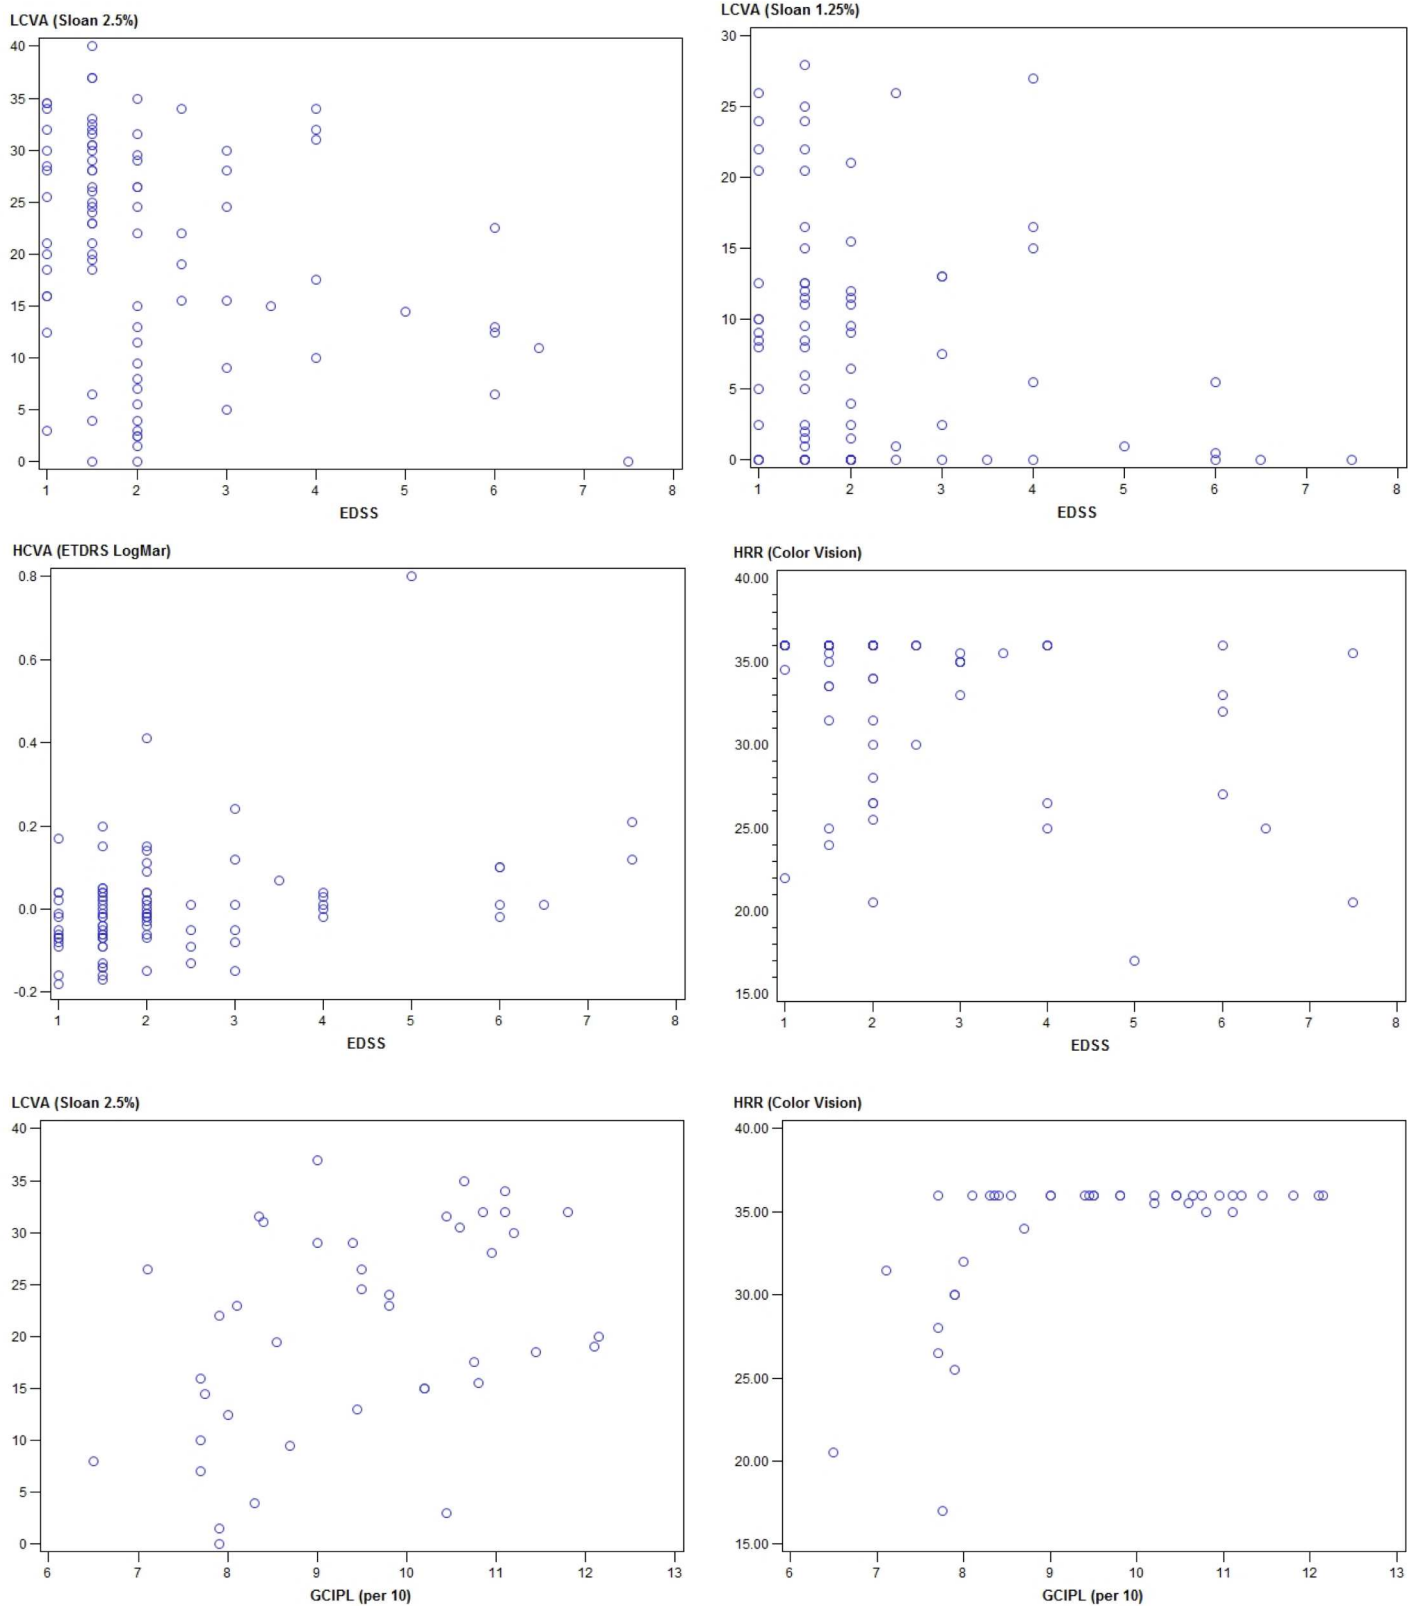 LCVA (Sloan 2.5%)
40
35
30
25
20
15
10
5
0
1 2 3 4 5 6 7 8
EDSS
LCVA (Sloan 1.25%)
30
25
20
15
10
5
0
1 2 3 4 5 6 7 8
EDSS
HCVA (ETDRS LogMar)
0.8
0.6
0.4
0.2
0.0
-0.2
1 2 3 4 5 6 7 8
EDSS
HRR (Color Vision)
40.00
35.00
30.00
25.00
20.00
15.00
1 2 3 4 5 6 7 8
EDSS
LCVA (Sloan 2.5%)
40
35
30
25
20
15
10
5
0
6 7 8 9 10 11 12 13
GCIPL (per 10)
HRR (Color Vision)
40.00
35.00
30.00
25.00
20.00
15.00
6 7 8 9 10 11 12 13
GCIPL (per 10)